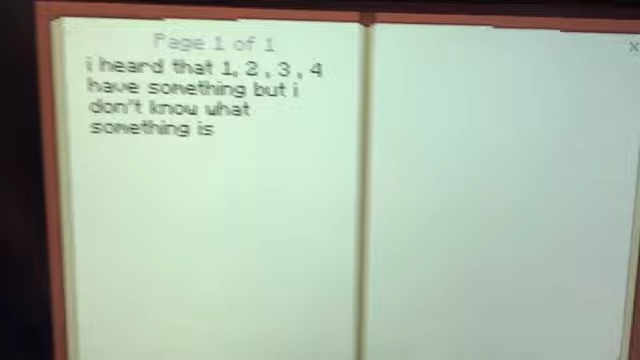 Page 1 of 1
i heard that 1, 2 , 3 , 4
have something but i
don't know what
something is
X